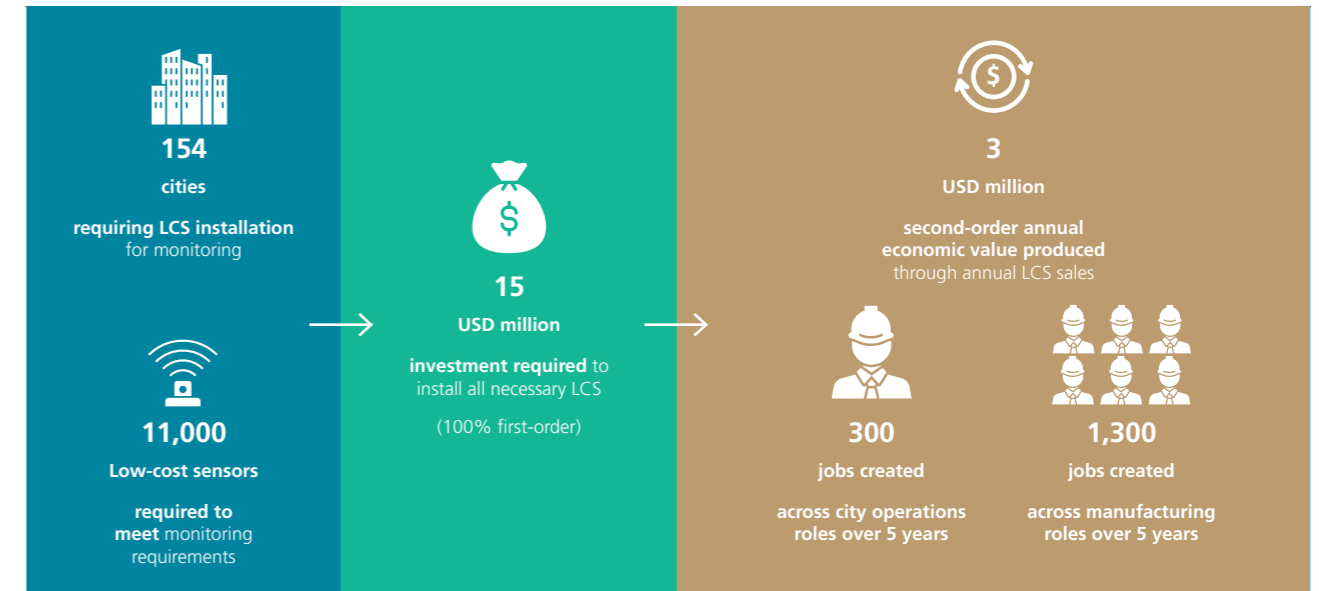 154
cities
requiring LCS installation
for monitoring
11,000
Low-cost sensors
required to
meet monitoring
requirements
$
15
USD million
investment required to
install all necessary LCS
(100% first-order)
$
3
USD million
second-order annual
economic value produced
through annual LCS sales
300
jobs created
across city operations
roles over 5 years
1,300
jobs created
across manufacturing
roles over 5 years